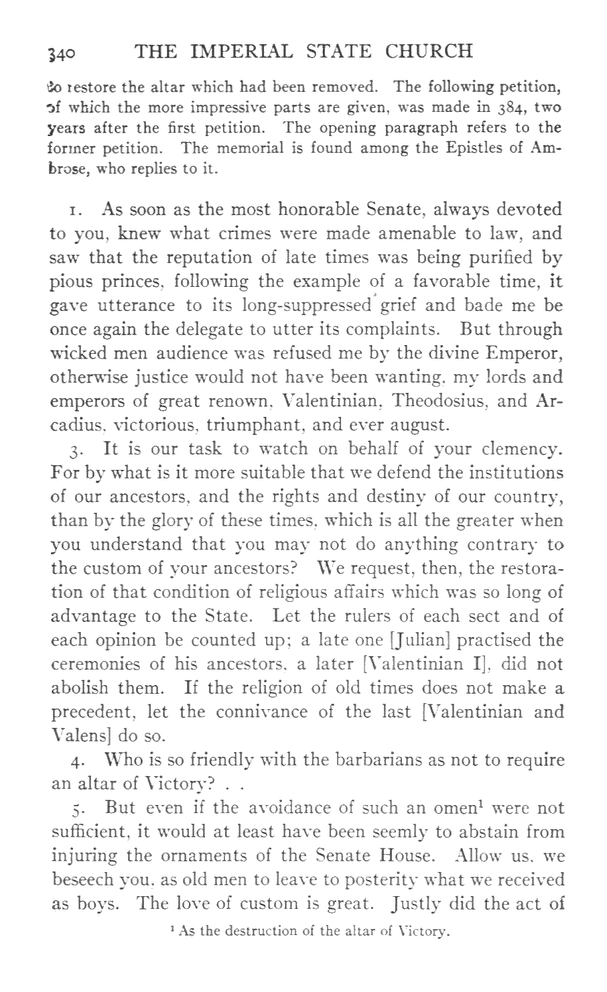 340 THE IMPERIAL STATE CHURCH
to restore the altar which had been removed. The following petition,
of which the more impressive parts are given, was made in 384, two
years after the first petition. The opening paragraph refers to the
former petition. The memorial is found among the Epistles of Am-
brose, who replies to it.
1. As soon as the most honorable Senate, always devoted
to you, knew what crimes were made amenable to law, and
saw that the reputation of late times was being purified by
pious princes, following the example of a favorable time, it
gave utterance to its long-suppressed grief and bade me be
once again the delegate to utter its complaints. But through
wicked men audience was refused me by the divine Emperor,
otherwise justice would not have been wanting, my lords and
emperors of great renown, Valentinian, Theodosius, and Ar-
cadius, victorious, triumphant, and ever august.
3. It is our task to watch on behalf of your clemency.
For by what is it more suitable that we defend the institutions
of our ancestors, and the rights and destiny of our country,
than by the glory of these times, which is all the greater when
you understand that you may not do anything contrary to
the custom of your ancestors? We request, then, the restora-
tion of that condition of religious affairs which was so long of
advantage to the State. Let the rulers of each sect and of
each opinion be counted up; a late one [Julian] practised the
ceremonies of his ancestors, a later [Valentinian I], did not
abolish them. If the religion of old times does not make a
precedent, let the connivance of the last [Valentinian and
Valens] do so.
4. Who is so friendly with the barbarians as not to require
an altar of Victory? . .
5. But even if the avoidance of such an omen¹ were not
sufficient, it would at least have been seemly to abstain from
injuring the ornaments of the Senate House. Allow us, we
beseech you, as old men to leave to posterity what we received
as boys. The love of custom is great. Justly did the act of
¹ As the destruction of the altar of Victory.